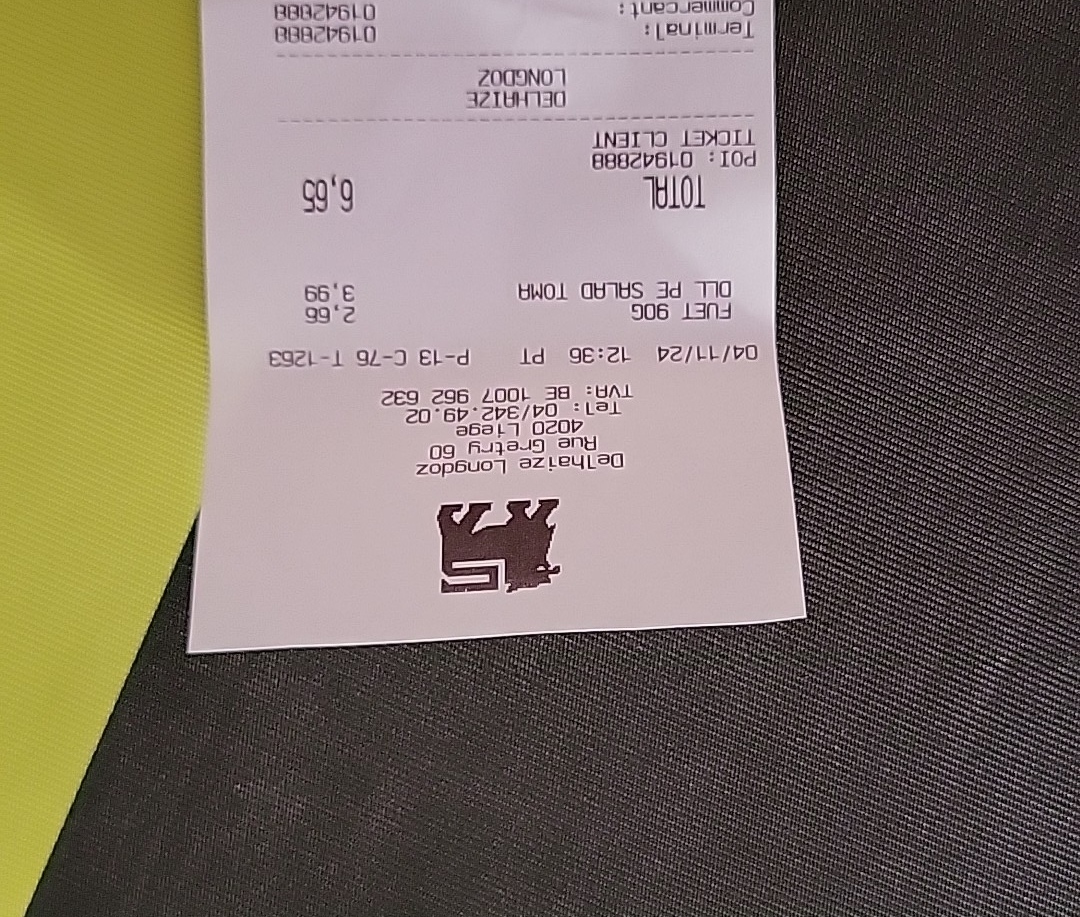 Delhaize Longdoz
Rue Gretry 60
4020 Liege
Tel: 04/342.49.02
TVA: BE 1007 962 632
04/11/24 12:36 PT P-13 C-76 T-1263
FUET 90G 2,66
DLL PE SALAD TOMA 3,99
TOTAL 6,65
POI: 01942888
TICKET CLIENT
DELHAIZE
LONGDOZ
Terminal: 01942888
Commercant: 01942888